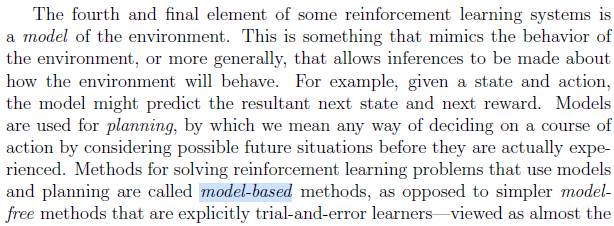 The fourth and final element of some reinforcement learning systems is
a model of the environment. This is something that mimics the behavior of
the environment, or more generally, that allows inferences to be made about
how the environment will behave. For example, given a state and action,
the model might predict the resultant next state and next reward. Models
are used for planning, by which we mean any way of deciding on a course of
action by considering possible future situations before they are actually expe-
rienced. Methods for solving reinforcement learning problems that use models
and planning are called model-based methods, as opposed to simpler model-
free methods that are explicitly trial-and-error learners—viewed as almost the